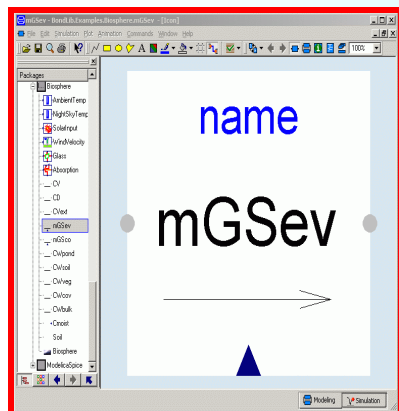 mGSev - BondLib.Examples.Biosphere.mGSev - [Icon]
File Edit Simulation Plot Animation Commands Window Help
100%
Packages
Biosphere
AmbientTemp
NightSkyTemp
SolarInput
WindVelocity
Glass
Absorption
CV
CD
CVext
mGSev
mGSco
CWpond
CWsoil
CWveg
CWcov
CWbulk
Cmoist
Soil
Biosphere
ModelicaSpice
name
mGSev
Modeling Simulation